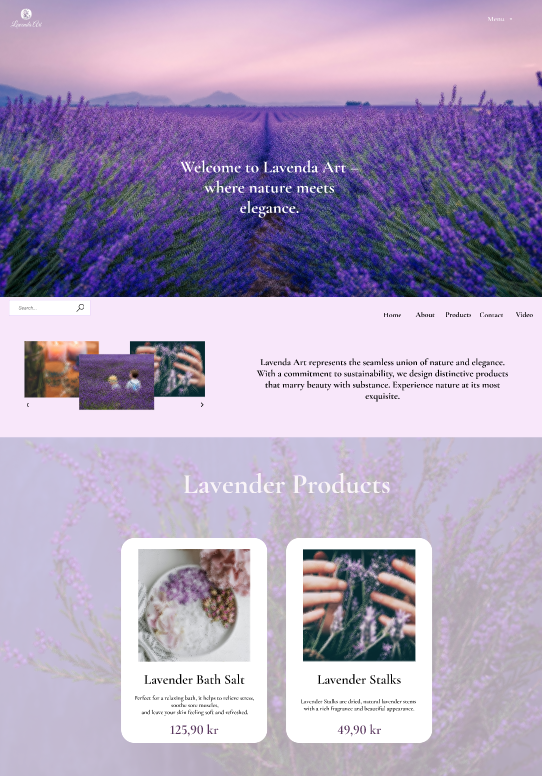 Lavenda Art
Menu
Welcome to Lavenda Art –
where nature meets
elegance.
Search...
Home About Products Contact Video
Lavenda Art represents the seamless union of nature and elegance.
With a commitment to sustainability, we design distinctive products
that marry beauty with substance. Experience nature at its most
exquisite.
Lavender Products
Lavender Bath Salt
Perfect for a relaxing bath, it helps to relieve stress,
soothe sore muscles,
and leave your skin feeling soft and refreshed.
125,90 kr
Lavender Stalks
Lavender Stalks are dried, natural lavender stems
with a rich fragrance and beautiful appearance.
49,90 kr